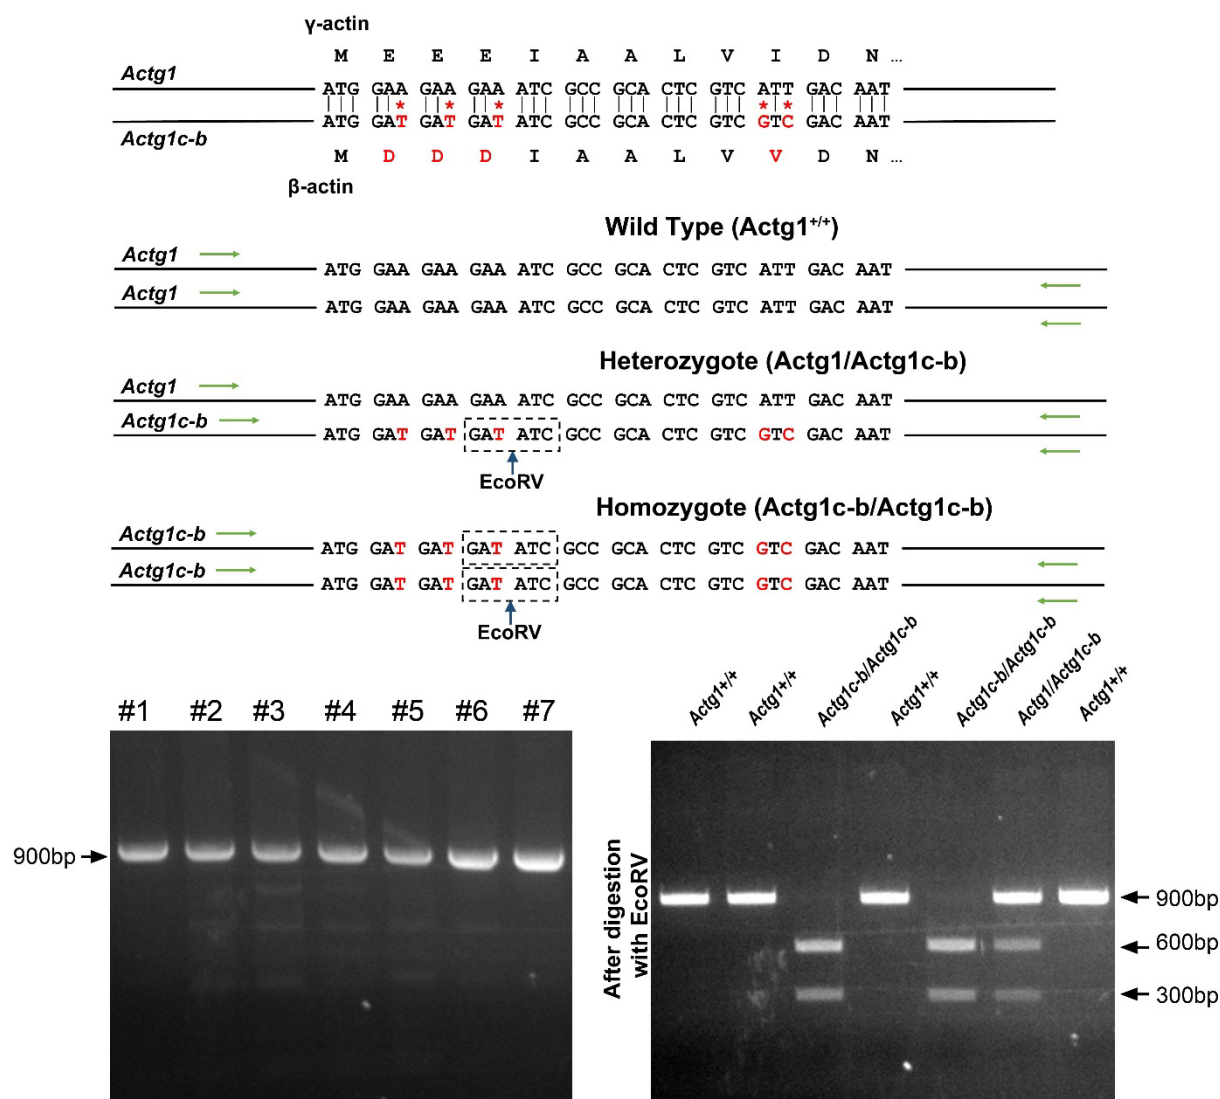 γ-actin
M E E E I A A L V I D N ...
Actg1
ATG GAA GAA GAA ATC GCC GCA CTC GTC ATT GAC AAT
* * * * *
ATG GAT GAT GAT ATC GCC GCA CTC GTC GTC GAC AAT
Actg1c-b
M D D D I A A L V V D N ...
β-actin
Wild Type (Actg1+/+)
Actg1
ATG GAA GAA GAA ATC GCC GCA CTC GTC ATT GAC AAT
Actg1
ATG GAA GAA GAA ATC GCC GCA CTC GTC ATT GAC AAT
Heterozygote (Actg1/Actg1c-b)
Actg1
ATG GAA GAA GAA ATC GCC GCA CTC GTC ATT GAC AAT
Actg1c-b
ATG GAT GAT GAT ATC GCC GCA CTC GTC GTC GAC AAT
EcoRV
Homozygote (Actg1c-b/Actg1c-b)
Actg1c-b
ATG GAT GAT GAT ATC GCC GCA CTC GTC GTC GAC AAT
Actg1c-b
ATG GAT GAT GAT ATC GCC GCA CTC GTC GTC GAC AAT
EcoRV
#1 #2 #3 #4 #5 #6 #7
900bp
Actg1+/+
Actg1+/+
Actg1c-b/Actg1c-b
Actg1+/+
Actg1c-b/Actg1c-b
Actg1/Actg1c-b
Actg1+/+
After digestion
with EcoRV
900bp
600bp
300bp